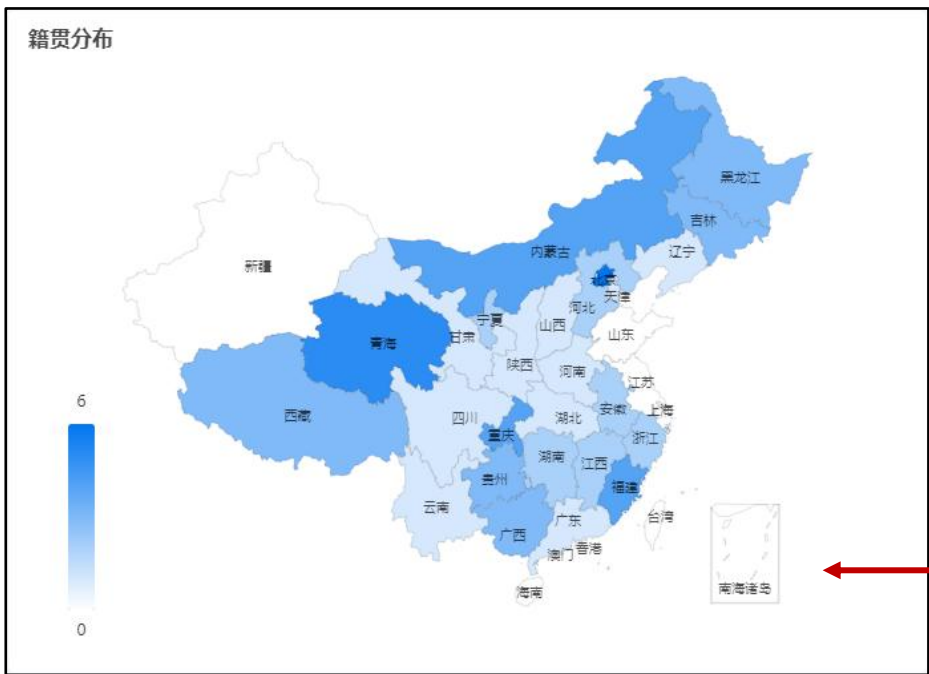 籍贯分布
黑龙江
吉林
内蒙古
辽宁
新疆
北京
天津
河北
宁夏
山西
山东
甘肃
青海
陕西
河南
江苏
6
西藏
四川
湖北
安徽
上海
重庆
浙江
湖南
江西
贵州
福建
云南
广西
广东
台湾
澳门
香港
海南
南海诸岛
0